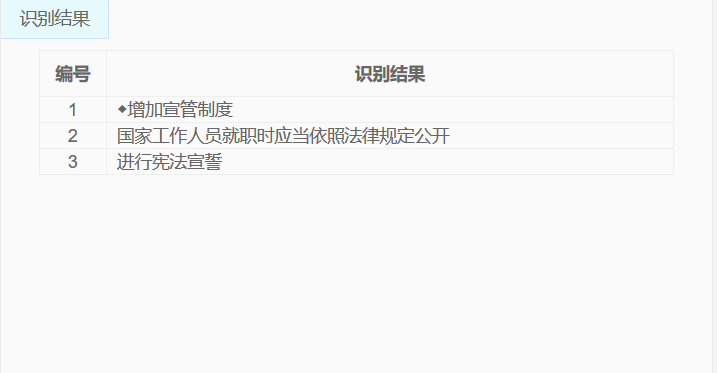 识别结果
编号 识别结果
1 ◆增加宣管制度
2 国家工作人员就职时应当依照法律规定公开
3 进行宪法宣誓